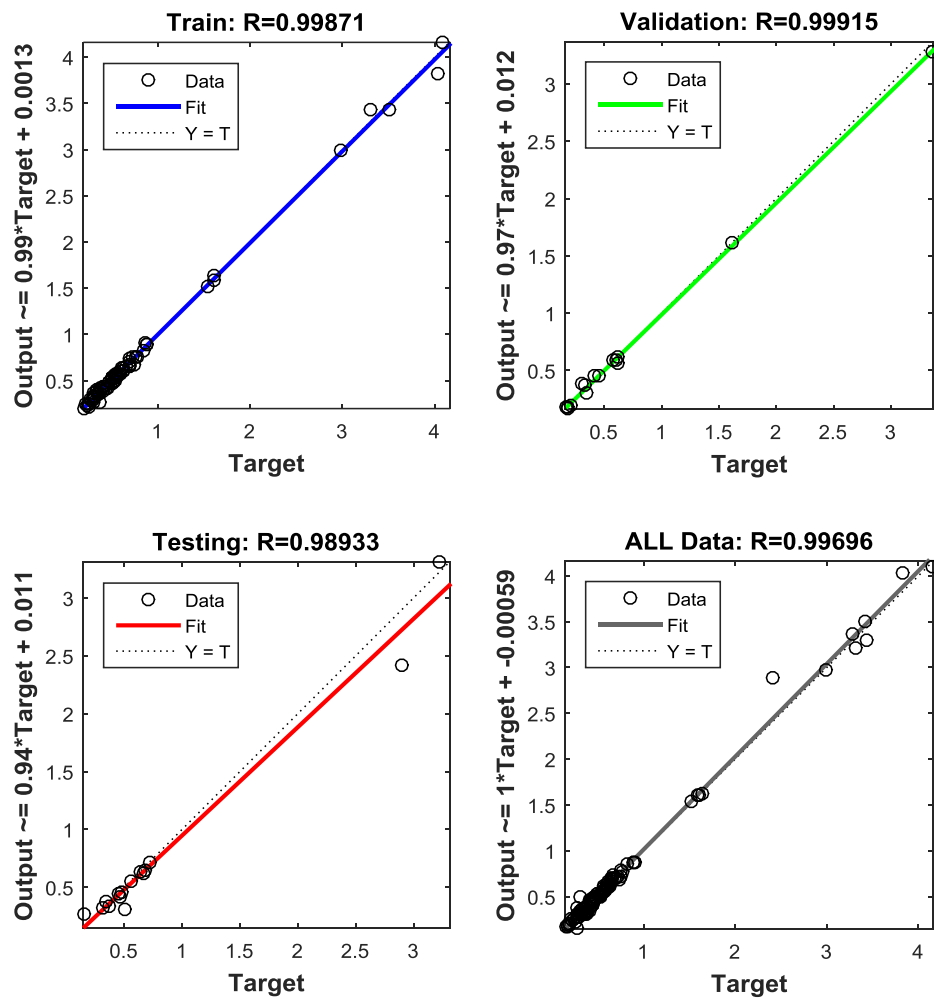 Train: R=0.99871
Output ~= 0.99*Target + 0.0013
4
3.5
3
2.5
2
1.5
1
0.5
Data
Fit
Y = T
1
2
3
4
Target
Validation: R=0.99915
Output ~= 0.97*Target + 0.012
3
2.5
2
1.5
1
0.5
Data
Fit
Y = T
0.5
1
1.5
2
2.5
3
Target
Testing: R=0.98933
Output ~= 0.94*Target + 0.011
3
2.5
2
1.5
1
0.5
Data
Fit
Y = T
0.5
1
1.5
2
2.5
3
Target
ALL Data: R=0.99696
Output ~= 1*Target + -0.00059
4
3.5
3
2.5
2
1.5
1
0.5
Data
Fit
Y = T
1
2
3
4
Target